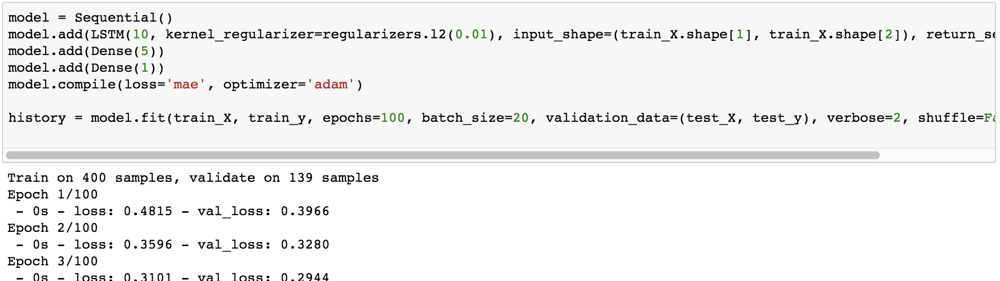 model = Sequential()
model.add(LSTM(10, kernel_regularizer=regularizers.l2(0.01), input_shape=(train_X.shape[1], train_X.shape[2]), return_se
model.add(Dense(5))
model.add(Dense(1))
model.compile(loss='mae', optimizer='adam')
history = model.fit(train_X, train_y, epochs=100, batch_size=20, validation_data=(test_X, test_y), verbose=2, shuffle=Fa
Train on 400 samples, validate on 139 samples
Epoch 1/100
 - 0s - loss: 0.4815 - val_loss: 0.3966
Epoch 2/100
 - 0s - loss: 0.3596 - val_loss: 0.3280
Epoch 3/100
 - 0s - loss: 0.3101 - val_loss: 0.2944